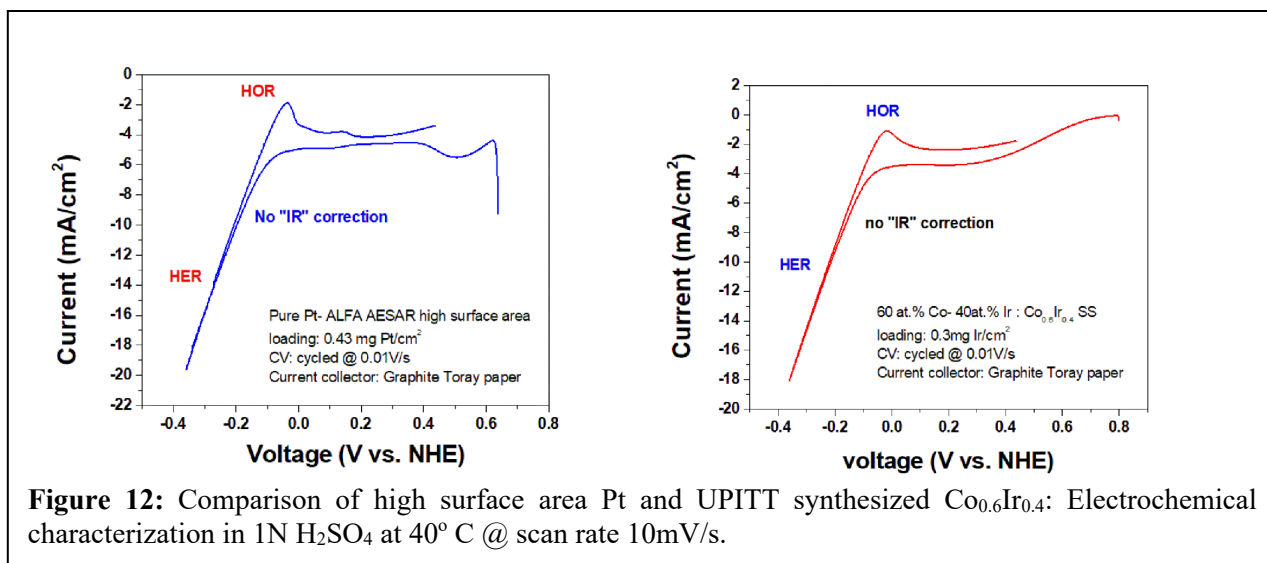 0
-2
-4
-6
-8
-10
-12
-14
-16
-18
-20
-22
Current (mA/cm²)
HOR
No "IR" correction
HER
Pure Pt- ALFA AESAR high surface area
loading: 0.43 mg Pt/cm²
CV: cycled @ 0.01V/s
Current collector: Graphite Toray paper
-0.4 -0.2 0.0 0.2 0.4 0.6 0.8
Voltage (V vs. NHE)
2
0
-2
-4
-6
-8
-10
-12
-14
-16
-18
-20
Current (mA/cm²)
HOR
no "IR" correction
HER
60 at.% Co- 40at.% Ir : Co₀.₆Ir₀.₄ SS
loading: 0.3mg Ir/cm²
CV: cycled @ 0.01V/s
Current collector: Graphite Toray paper
-0.4 -0.2 0.0 0.2 0.4 0.6 0.8
voltage (V vs. NHE)
Figure 12: Comparison of high surface area Pt and UPITT synthesized Co₀.₆Ir₀.₄: Electrochemical
characterization in 1N H₂SO₄ at 40º C @ scan rate 10mV/s.